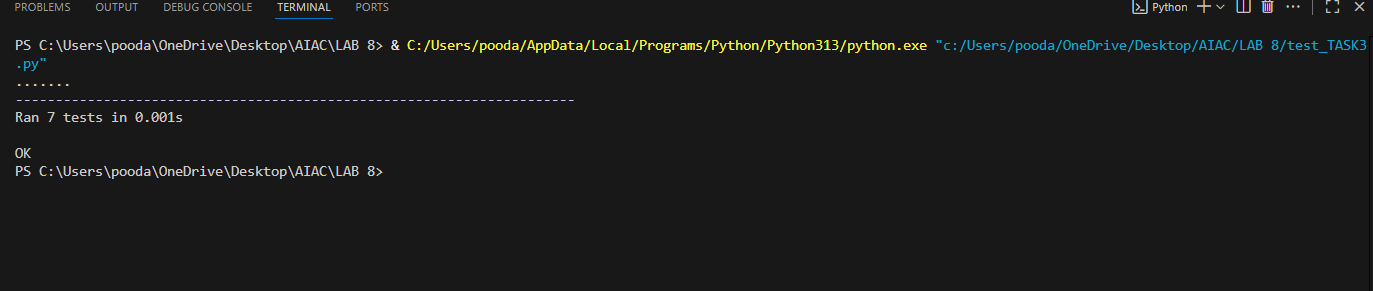 PROBLEMS OUTPUT DEBUG CONSOLE TERMINAL PORTS Python
PS C:\Users\pooda\OneDrive\Desktop\AIAC\LAB 8> & C:/Users/pooda/AppData/Local/Programs/Python/Python313/python.exe "c:/Users/pooda/OneDrive/Desktop/AIAC/LAB 8/test_TASK3
.py"
.......
----------------------------------------------------------------------
Ran 7 tests in 0.001s
OK
PS C:\Users\pooda\OneDrive\Desktop\AIAC\LAB 8>